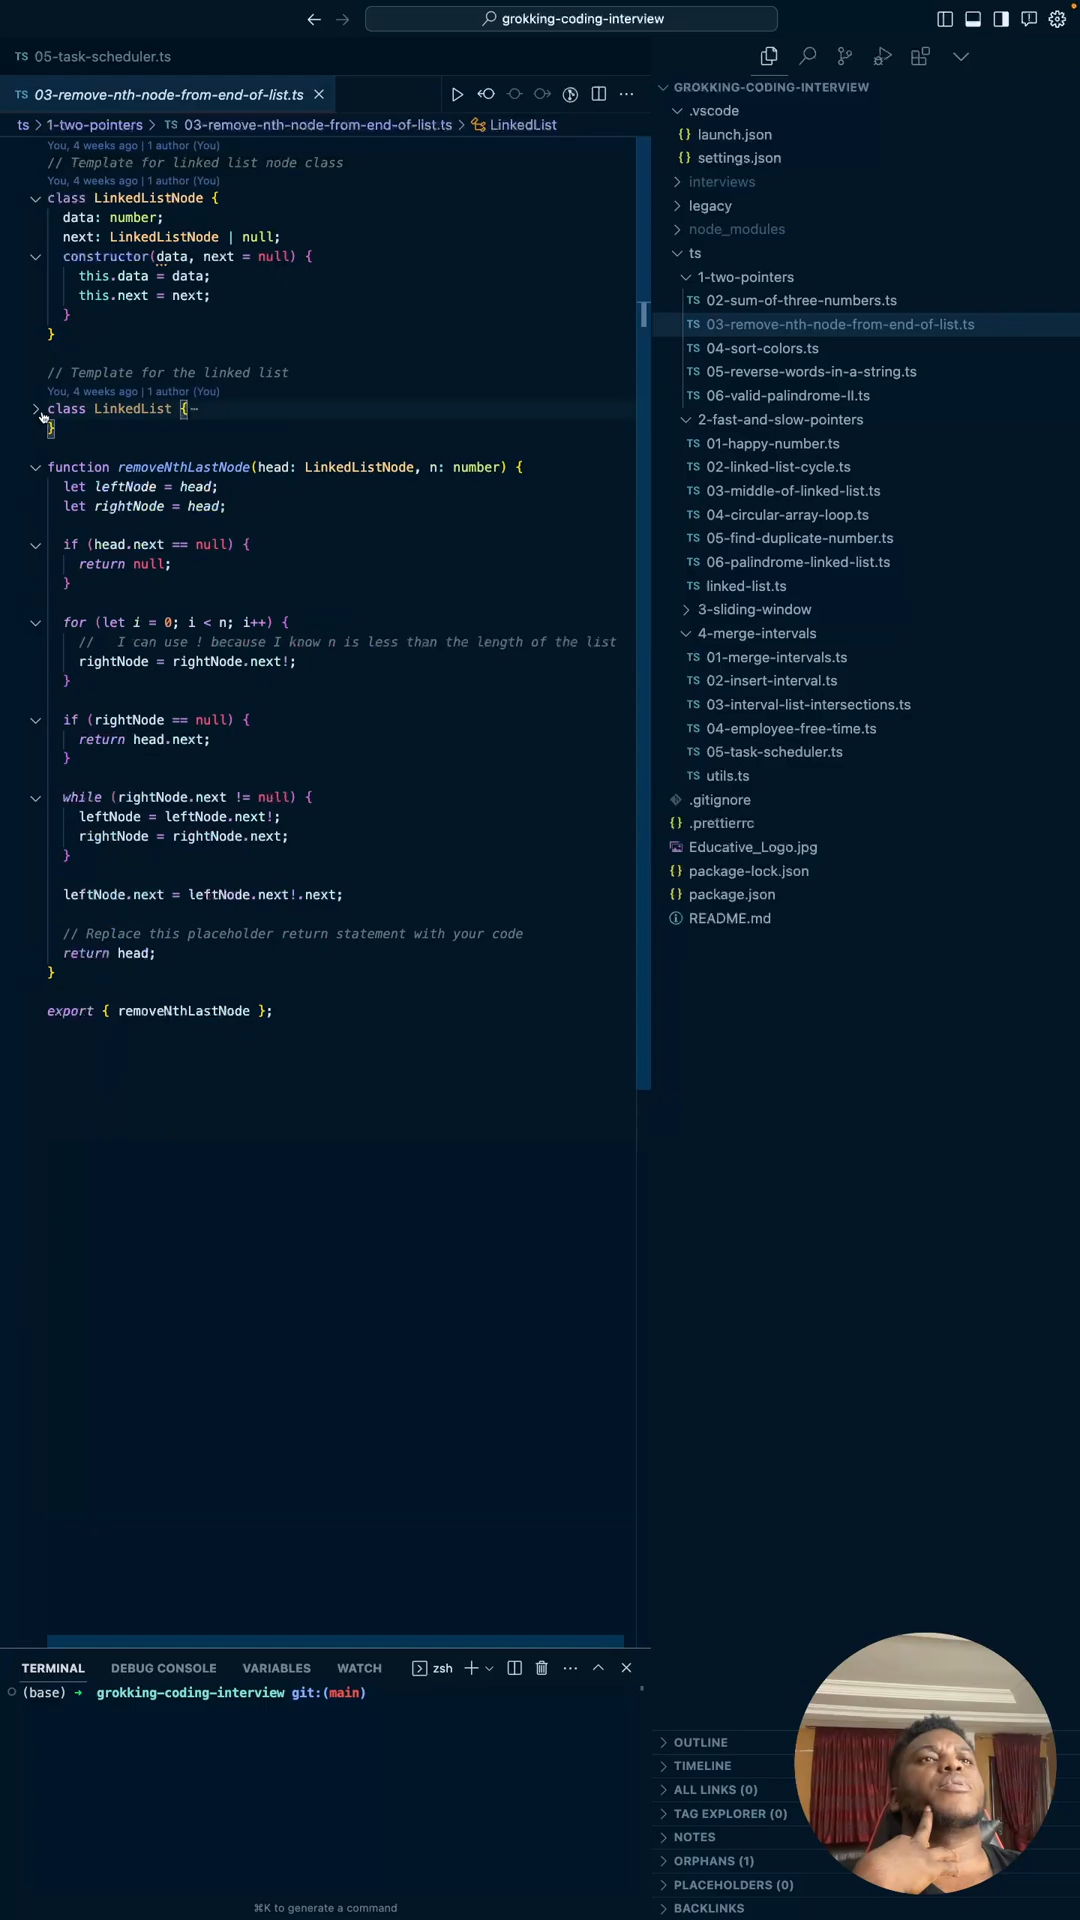 grokking-coding-interview
TS 05-task-scheduler.ts
TS 03-remove-nth-node-from-end-of-list.ts
ts > 1-two-pointers > TS 03-remove-nth-node-from-end-of-list.ts > LinkedList
You, 4 weeks ago | 1 author (You)
// Template for linked list node class
You, 4 weeks ago | 1 author (You)
class LinkedListNode {
data: number;
next: LinkedListNode | null;
constructor(data, next = null) {
this.data = data;
this.next = next;
}
}
// Template for the linked list
You, 4 weeks ago | 1 author (You)
class LinkedList {…
}
function removeNthLastNode(head: LinkedListNode, n: number) {
let leftNode = head;
let rightNode = head;
if (head.next == null) {
return null;
}
for (let i = 0; i < n; i++) {
//   I can use ! because I know n is less than the length of the list
rightNode = rightNode.next!;
}
if (rightNode == null) {
return head.next;
}
while (rightNode.next != null) {
leftNode = leftNode.next!;
rightNode = rightNode.next;
}
leftNode.next = leftNode.next!.next;
// Replace this placeholder return statement with your code
return head;
}
export { removeNthLastNode };
GROKKING-CODING-INTERVIEW
.vscode
{} launch.json
{} settings.json
interviews
legacy
node_modules
ts
1-two-pointers
TS 02-sum-of-three-numbers.ts
TS 03-remove-nth-node-from-end-of-list.ts
TS 04-sort-colors.ts
TS 05-reverse-words-in-a-string.ts
TS 06-valid-palindrome-II.ts
2-fast-and-slow-pointers
TS 01-happy-number.ts
TS 02-linked-list-cycle.ts
TS 03-middle-of-linked-list.ts
TS 04-circular-array-loop.ts
TS 05-find-duplicate-number.ts
TS 06-palindrome-linked-list.ts
TS linked-list.ts
3-sliding-window
4-merge-intervals
TS 01-merge-intervals.ts
TS 02-insert-interval.ts
TS 03-interval-list-intersections.ts
TS 04-employee-free-time.ts
TS 05-task-scheduler.ts
TS utils.ts
.gitignore
{} .prettierrc
Educative_Logo.jpg
{} package-lock.json
{} package.json
README.md
TERMINAL DEBUG CONSOLE VARIABLES WATCH zsh
(base) → grokking-coding-interview git:(main)
⌘K to generate a command
OUTLINE
TIMELINE
ALL LINKS (0)
TAG EXPLORER (0)
NOTES
ORPHANS (1)
PLACEHOLDERS (0)
BACKLINKS